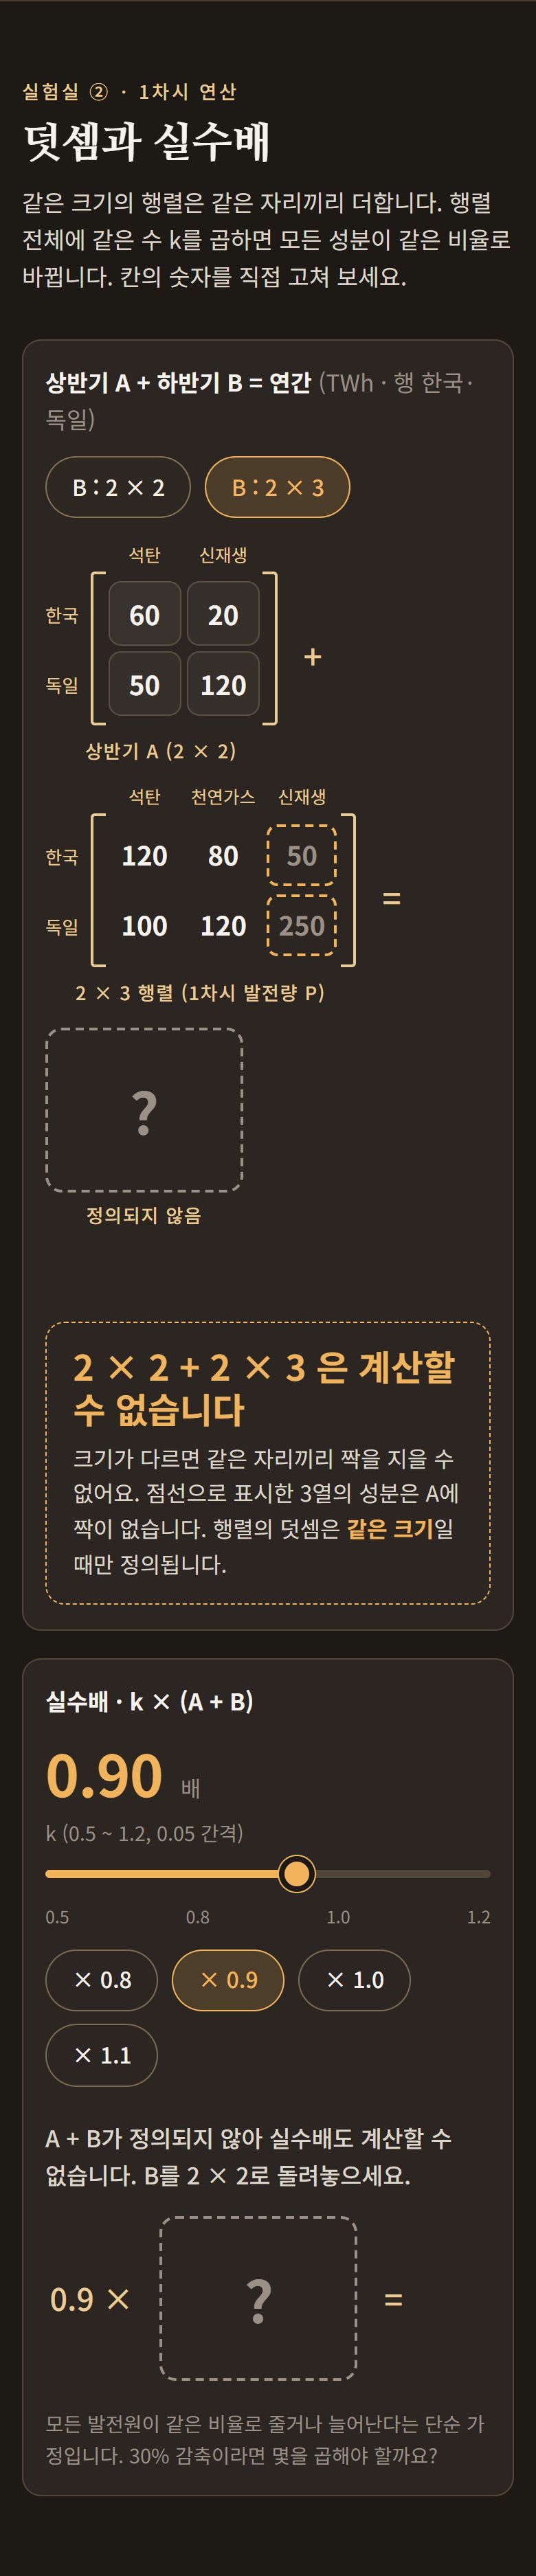 실험실 ② · 1차시 연산
덧셈과 실수배
같은 크기의 행렬은 같은 자리끼리 더합니다. 행렬
전체에 같은 수 k를 곱하면 모든 성분이 같은 비율로
바뀝니다. 칸의 숫자를 직접 고쳐 보세요.
상반기 A + 하반기 B = 연간 (TWh · 행 한국·
독일)
B : 2 × 2
B : 2 × 3
석탄 신재생
한국 60 20
+
독일 50 120
상반기 A (2 × 2)
석탄 천연가스 신재생
한국 120 80 50
=
독일 100 120 250
2 × 3 행렬 (1차시 발전량 P)
?
정의되지 않음
2 × 2 + 2 × 3 은 계산할
수 없습니다
크기가 다르면 같은 자리끼리 짝을 지을 수
없어요. 점선으로 표시한 3열의 성분은 A에
짝이 없습니다. 행렬의 덧셈은 같은 크기일
때만 정의됩니다.
실수배 · k × (A + B)
0.90 배
k (0.5 ~ 1.2, 0.05 간격)
0.5 0.8 1.0 1.2
× 0.8 × 0.9 × 1.0
× 1.1
A + B가 정의되지 않아 실수배도 계산할 수
없습니다. B를 2 × 2로 돌려놓으세요.
0.9 × ? =
모든 발전원이 같은 비율로 줄거나 늘어난다는 단순 가
정입니다. 30% 감축이라면 몇을 곱해야 할까요?